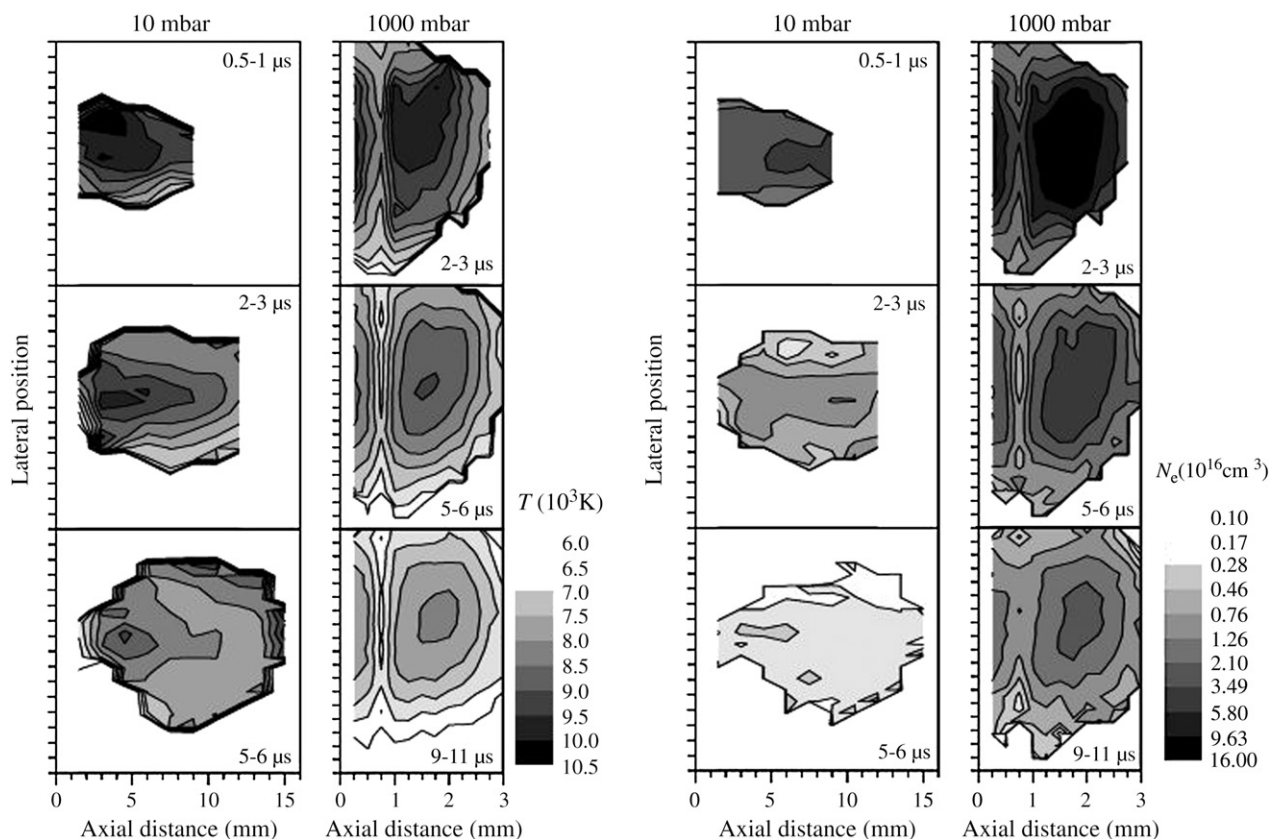 10 mbar
1000 mbar
10 mbar
1000 mbar
0.5-1 μs
2-3 μs
0.5-1 μs
2-3 μs
2-3 μs
5-6 μs
2-3 μs
5-6 μs
5-6 μs
9-11 μs
5-6 μs
9-11 μs
Lateral position
Lateral position
T (10³K)
6.0
6.5
7.0
7.5
8.0
8.5
9.0
9.5
10.0
10.5
Nₑ(10¹⁶cm ³)
0.10
0.17
0.28
0.46
0.76
1.26
2.10
3.49
5.80
9.63
16.00
0 5 10 15
0 1 2 3
0 5 10 15
0 1 2 3
Axial distance (mm)
Axial distance (mm)
Axial distance (mm)
Axial distance (mm)